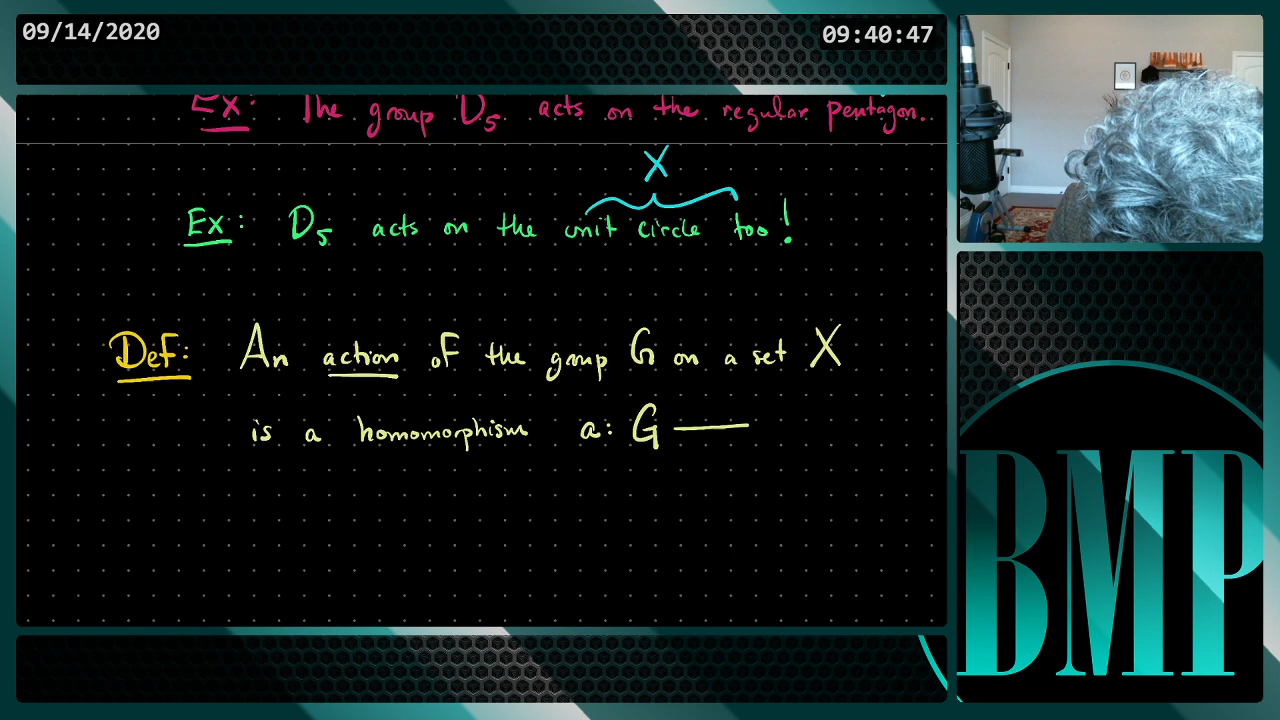 09/14/2020
09:40:47
Ex: The group D5 acts on the regular pentagon.
X
Ex: D5 acts on the unit circle too!
DeF: An action of the group G on a set X
is a homomorphism a: G —
BMP